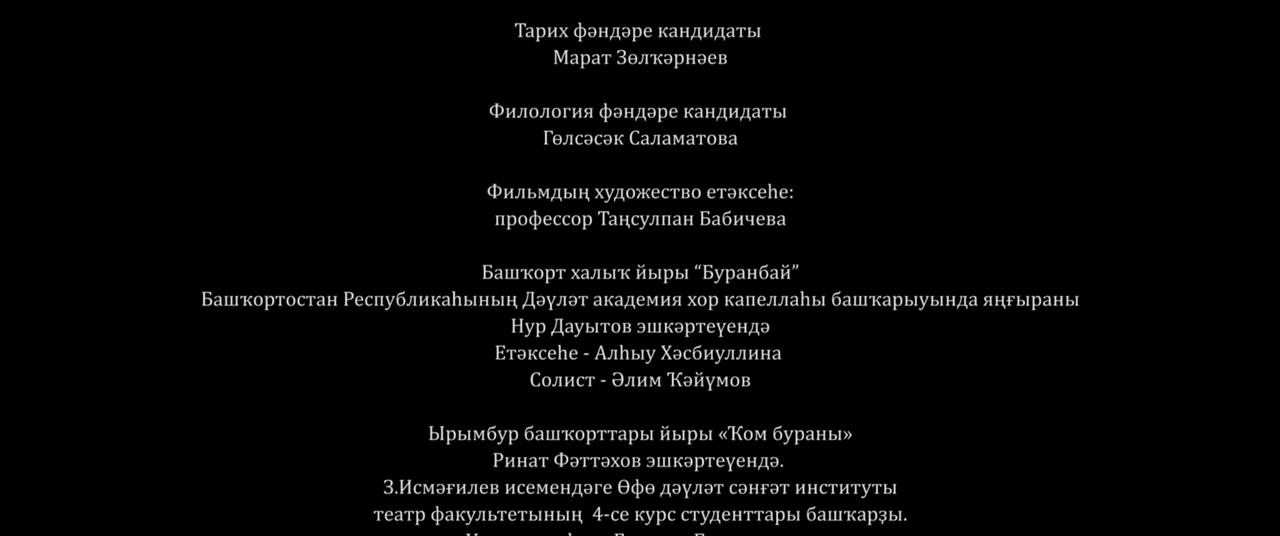 Тарих фәндәре кандидаты
Марат Зөлҡәрнәев
Филология фәндәре кандидаты
Гөлсәсәк Саламатова
Фильмдың художество етәксеһе:
профессор Таңсулпан Бабичева
Башҡорт халыҡ йыры “Буранбай”
Башҡортостан Республикаһының Дәүләт академия хор капеллаһы башҡарыуында яңғыраны
Нур Дауытов эшкәртеүендә
Етәксеһе - Алһыу Хәсбиуллина
Солист - Әлим Ҡәйүмов
Ырымбур башҡорттары йыры «Ҡом бураны»
Ринат Фәттәхов эшкәртеүендә.
З.Исмәғилев исемендәге Өфө дәүләт сәнғәт институты
театр факультетының 4-се курс студенттары башҡарҙы.